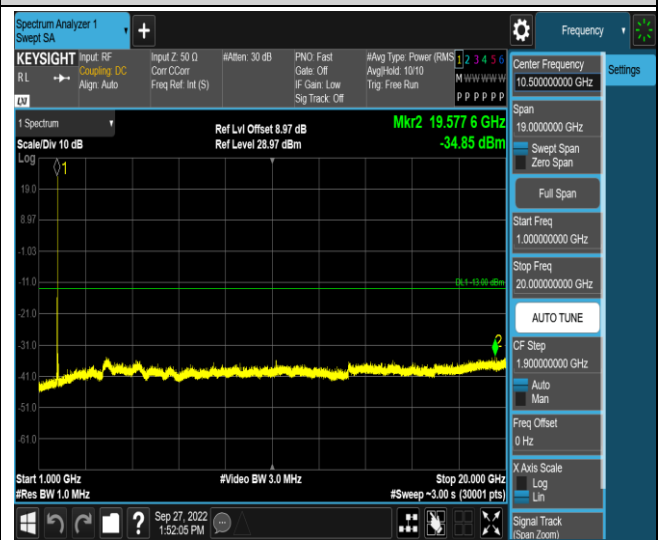 Spectrum Analyzer 1
Swept SA
+
Frequency
KEYSIGHT
RL
LXI
Input: RF
Coupling: DC
Align: Auto
Input Z: 50 Ω
Corr CCorr
Freq Ref: Int (S)
#Atten: 30 dB
PNO: Fast
Gate: Off
IF Gain: Low
Sig Track: Off
#Avg Type: Power (RMS
Avg|Hold: 10/10
Trig: Free Run
1 2 3 4 5 6
M W W W W W
P P P P P P
1 Spectrum
Scale/Div 10 dB
Log
Ref Lvl Offset 8.97 dB
Ref Level 28.97 dBm
Mkr2 19.577 6 GHz
-34.85 dBm
1
19.0
8.97
-1.03
-11.0
DL1 -13.00 dBm
-21.0
-31.0
2
-41.0
-51.0
-61.0
Start 1.000 GHz
#Res BW 1.0 MHz
#Video BW 3.0 MHz
Stop 20.000 GHz
#Sweep ~3.00 s (30001 pts)
?
Sep 27, 2022
1:52:05 PM
Center Frequency
10.500000000 GHz
Settings
Span
19.0000000 GHz
Swept Span
Zero Span
Full Span
Start Freq
1.000000000 GHz
Stop Freq
20.000000000 GHz
AUTO TUNE
CF Step
1.900000000 GHz
Auto
Man
Freq Offset
0 Hz
X Axis Scale
Log
Lin
Signal Track
(Span Zoom)